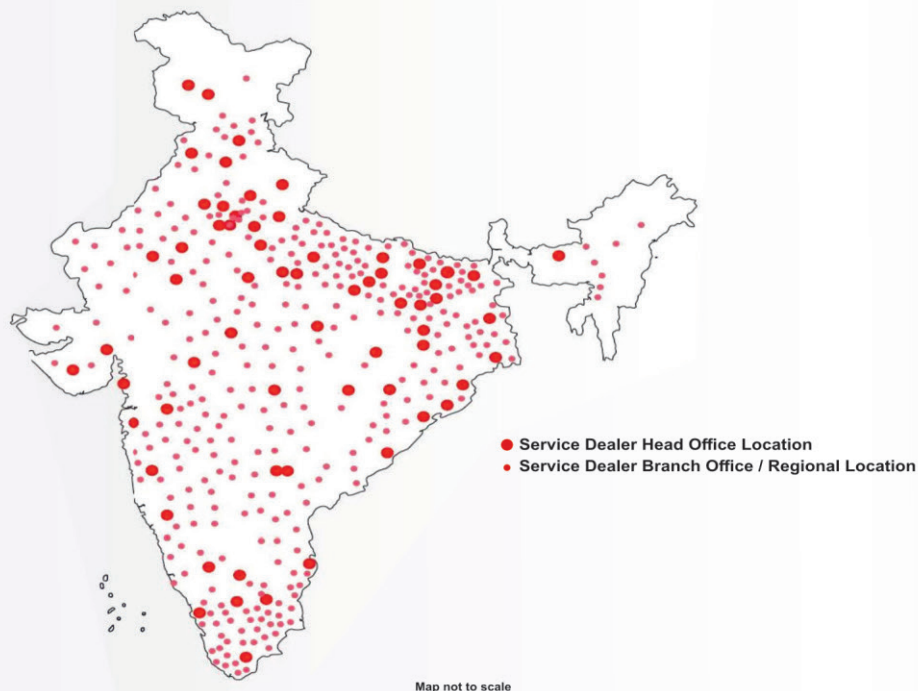 Service Dealer Head Office Location
Service Dealer Branch Office / Regional Location
Map not to scale